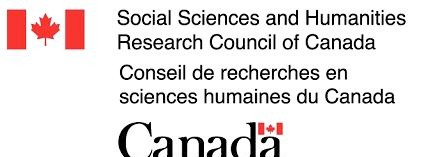 Social Sciences and Humanities
Research Council of Canada
Conseil de recherches en
sciences humaines du Canada
Canada